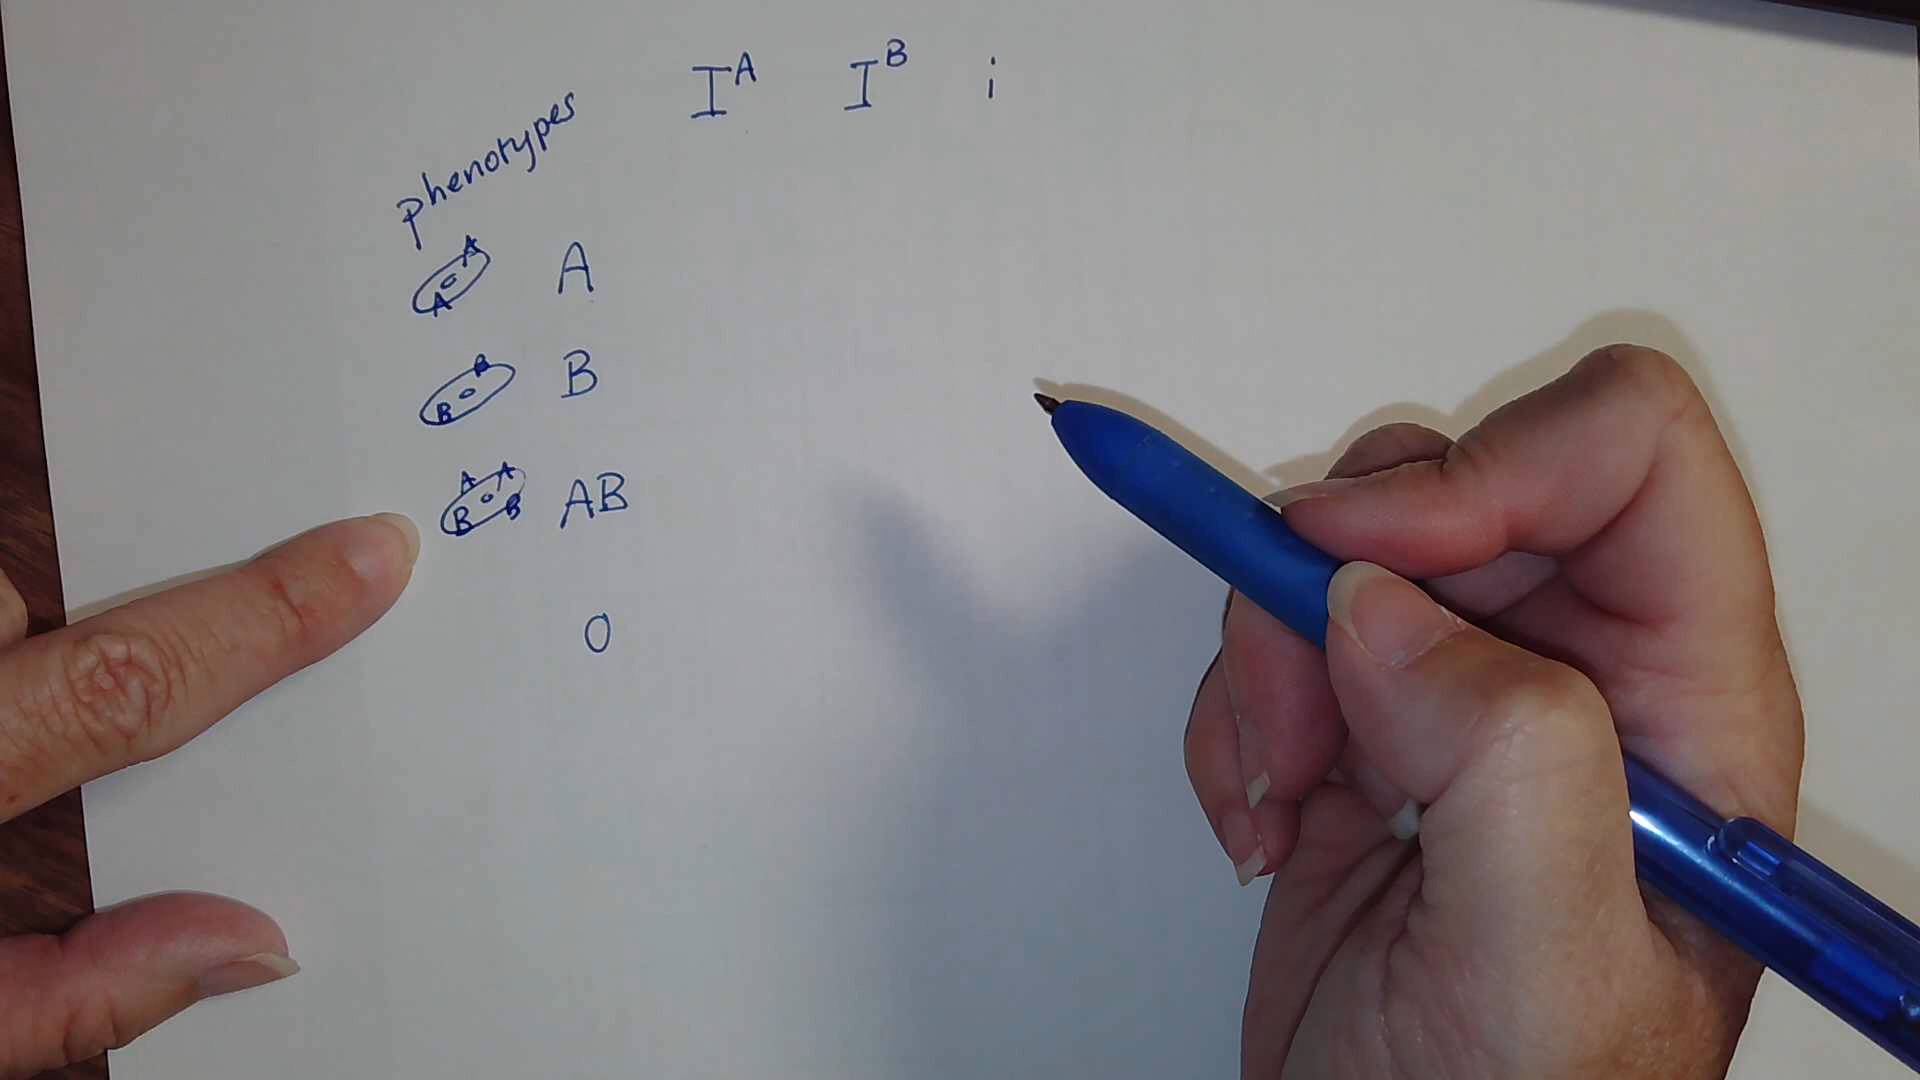 I^A I^B i
phenotypes
A
A A
B
B B
A A
B B AB
O